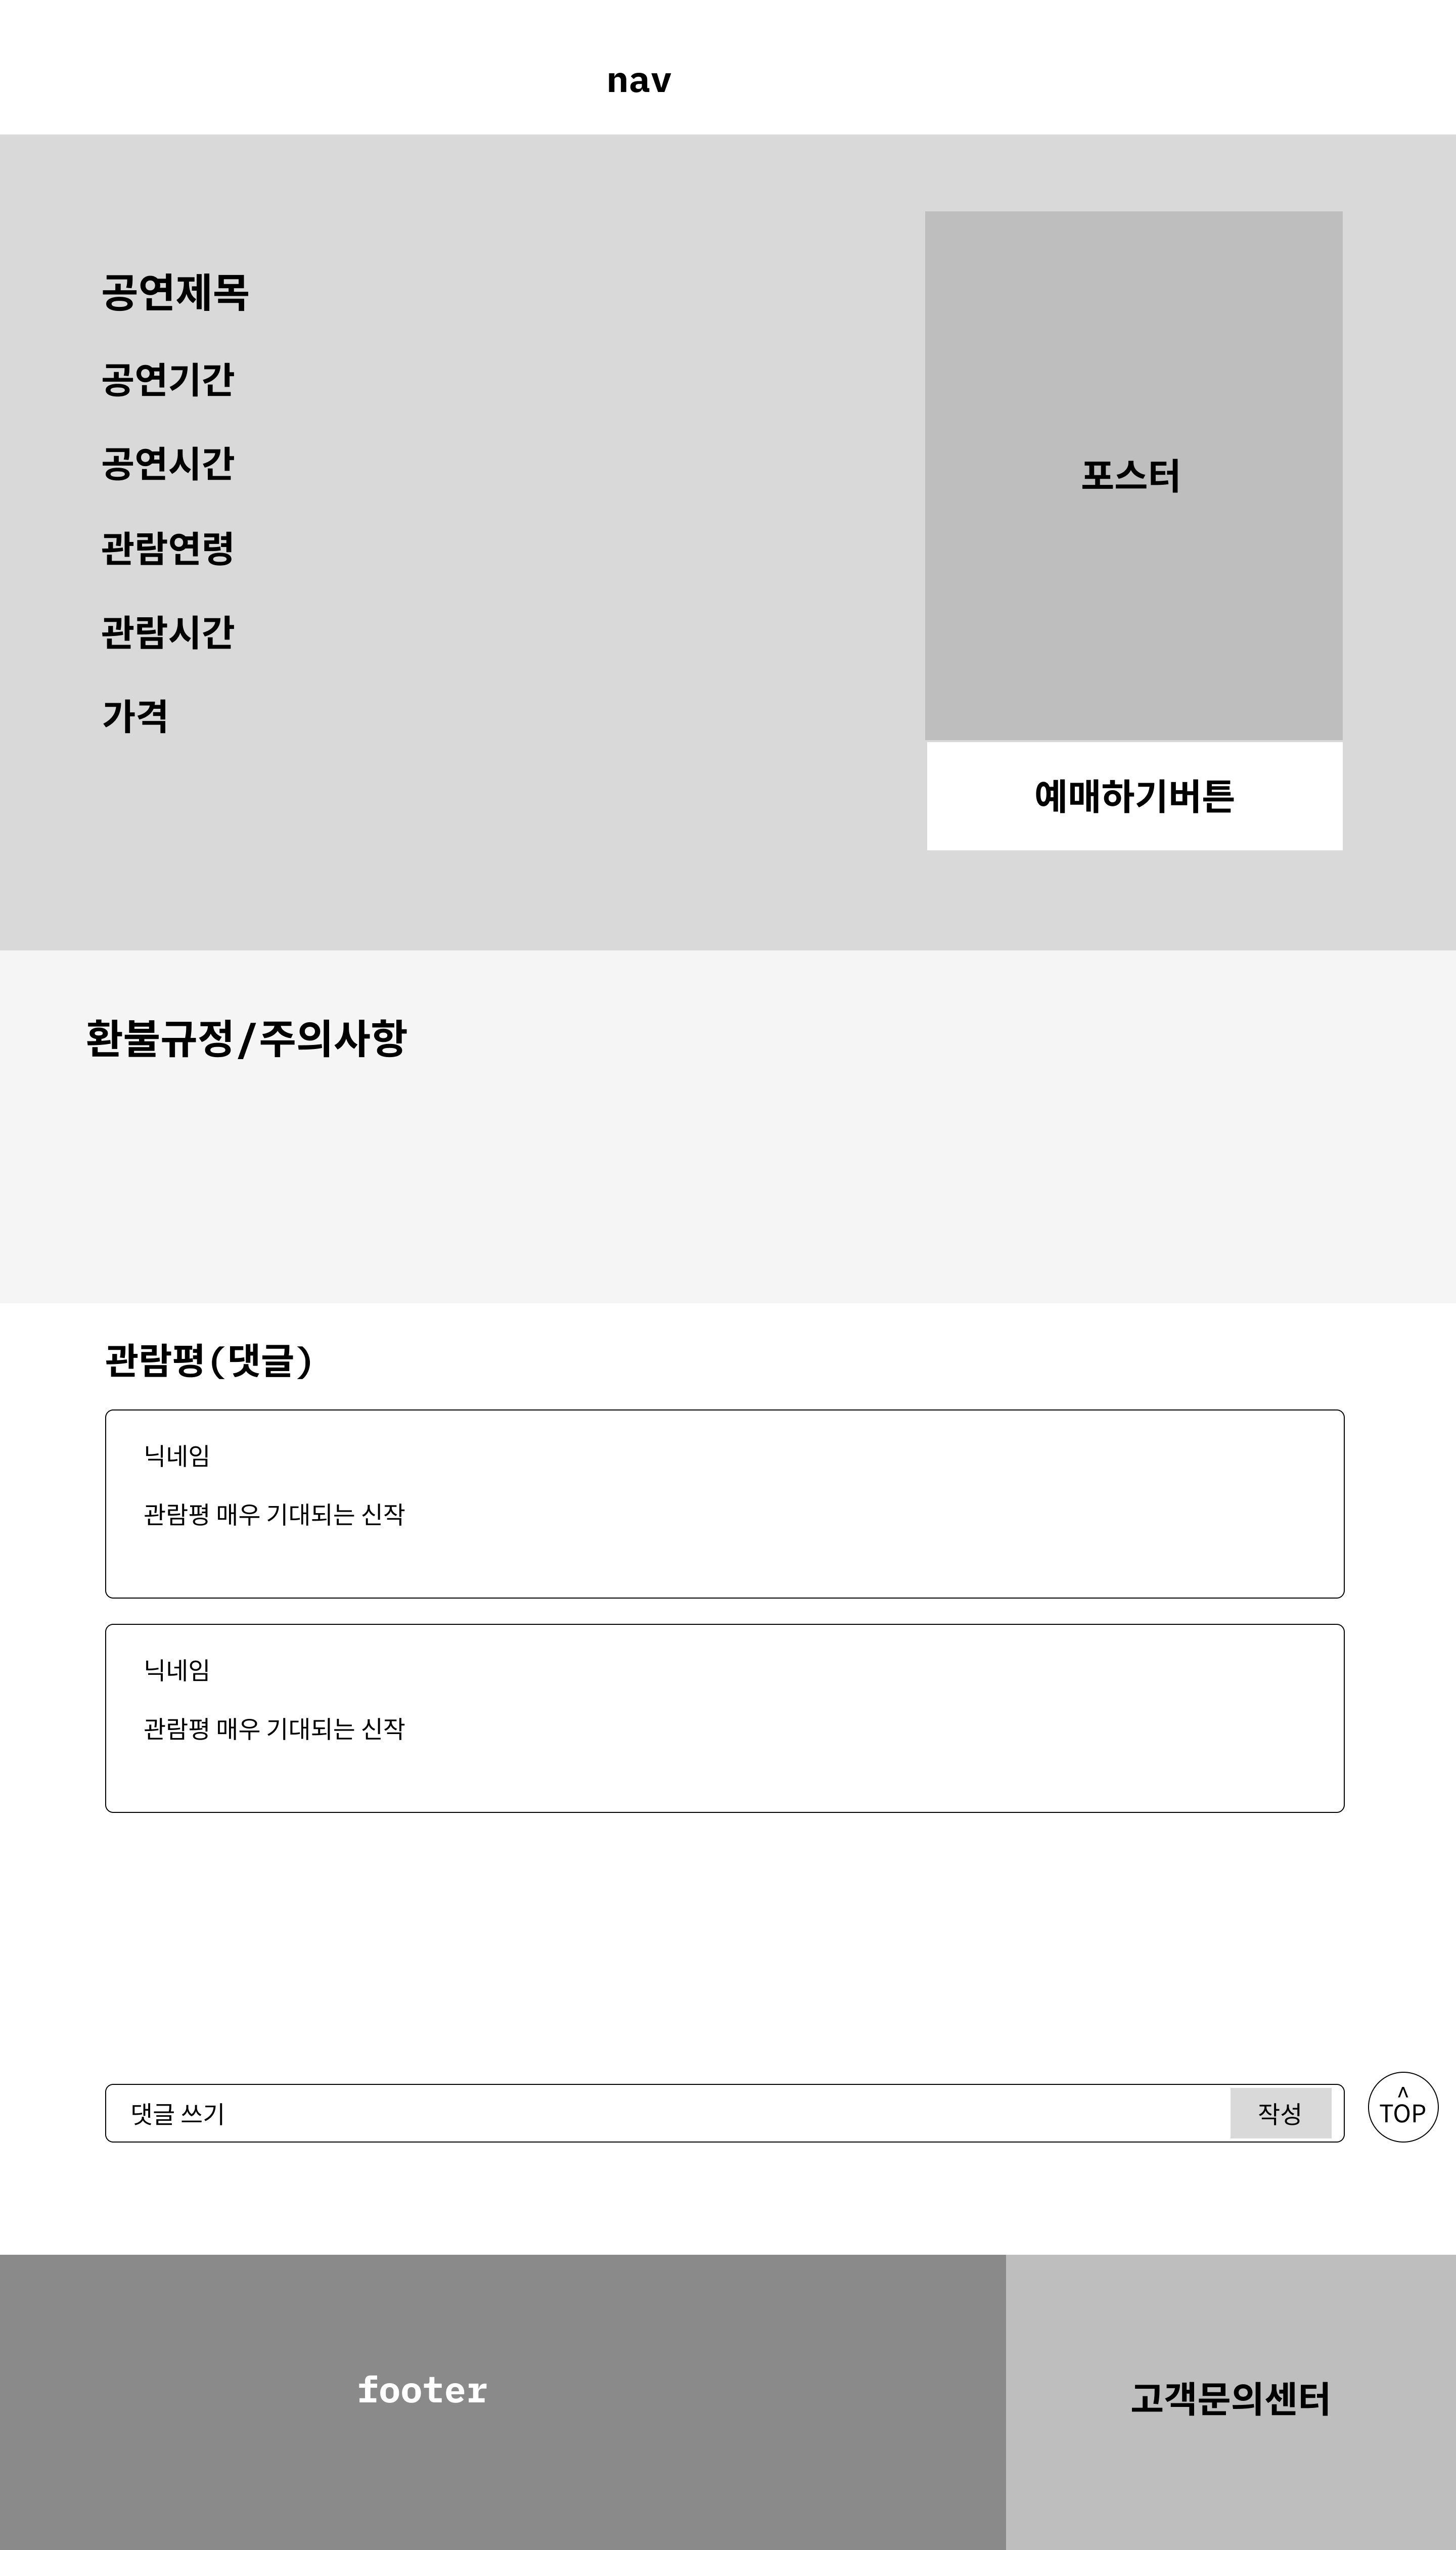 nav
공연제목
공연기간
공연시간
관람연령
관람시간
가격
포스터
예매하기버튼
환불규정/주의사항
관람평(댓글)
닉네임
관람평 매우 기대되는 신작
닉네임
관람평 매우 기대되는 신작
댓글 쓰기
작성
^
TOP
footer
고객문의센터